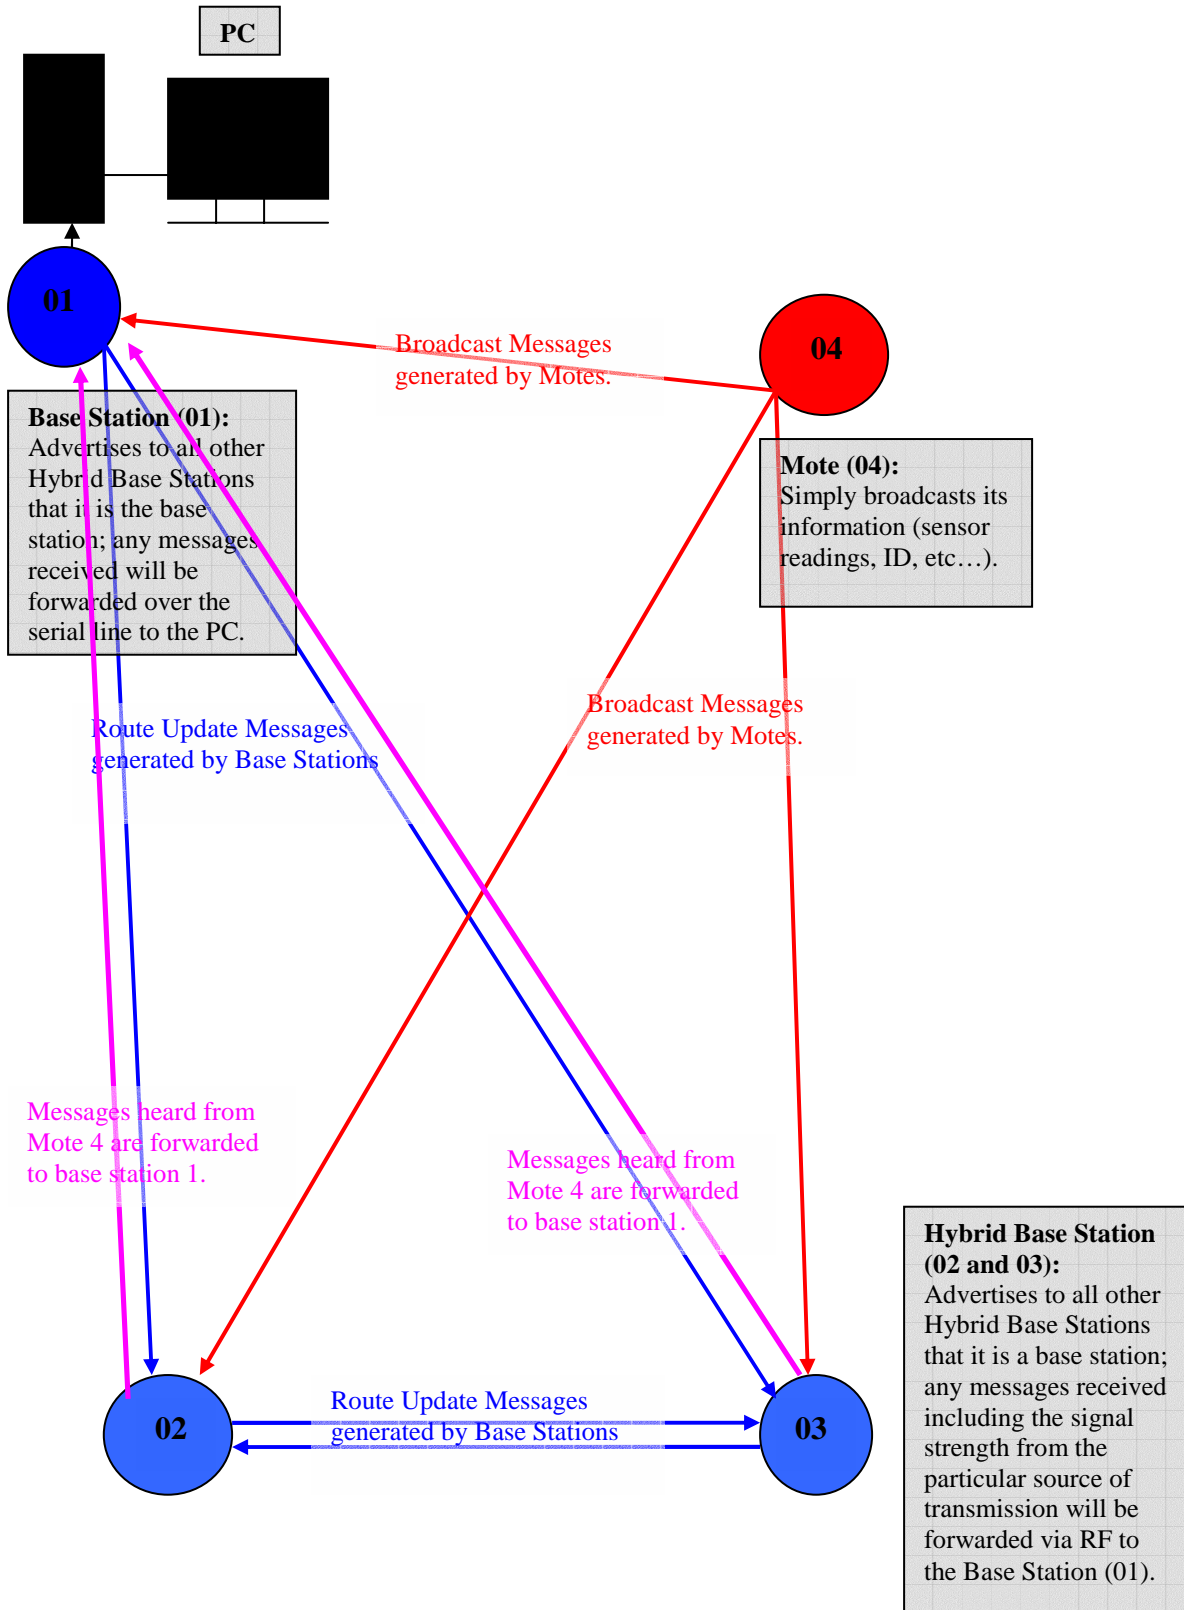 PC
01
04
Broadcast Messages
generated by Motes.
Base Station (01):
Advertises to all other
Hybrid Base Stations
that it is the base
station; any messages
received will be
forwarded over the
serial line to the PC.
Mote (04):
Simply broadcasts its
information (sensor
readings, ID, etc…).
Broadcast Messages
generated by Motes.
Route Update Messages
generated by Base Stations
Messages heard from
Mote 4 are forwarded
to base station 1.
Messages heard from
Mote 4 are forwarded
to base station 1.
Hybrid Base Station
(02 and 03):
Advertises to all other
Hybrid Base Stations
that it is a base station;
any messages received
including the signal
strength from the
particular source of
transmission will be
forwarded via RF to
the Base Station (01).
02
Route Update Messages
generated by Base Stations
03